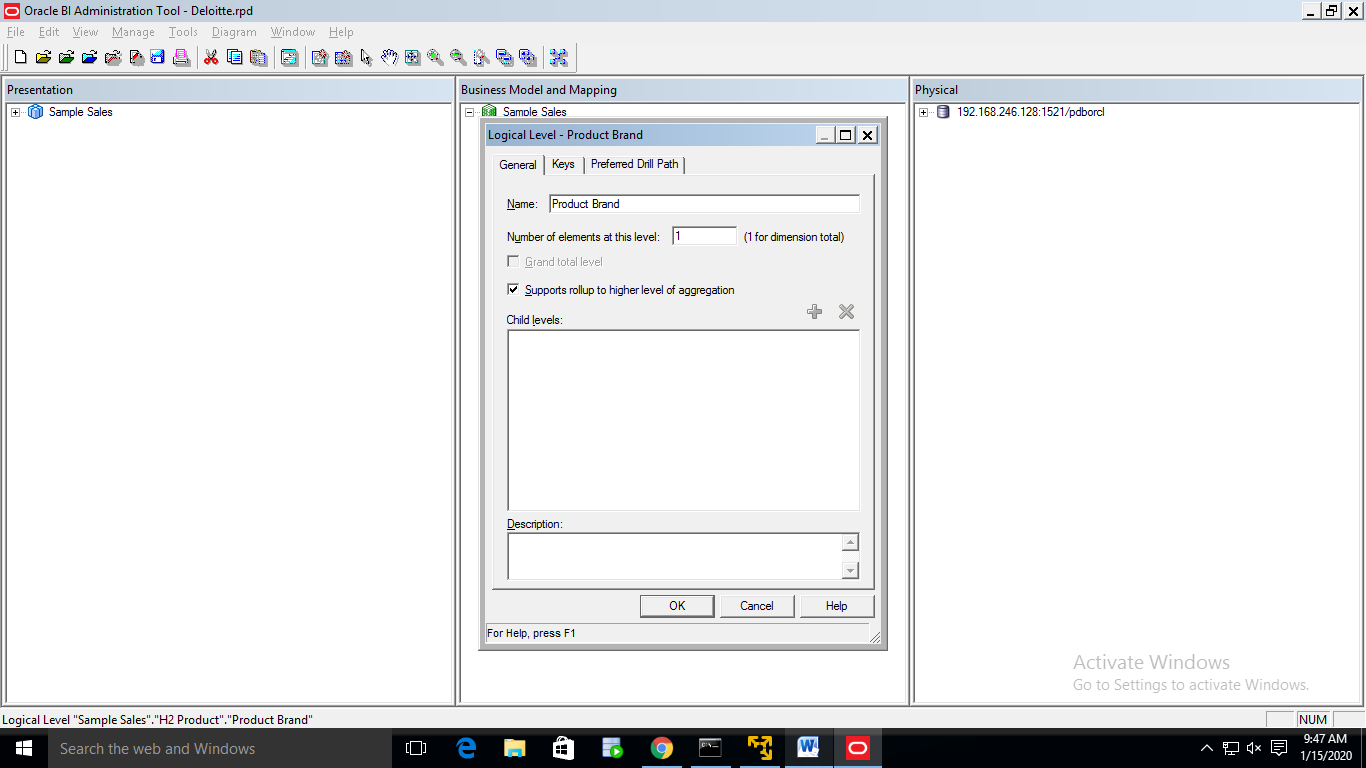 Oracle BI Administration Tool - Deloitte.rpd
File Edit View Manage Tools Diagram Window Help
Presentation
Sample Sales
Business Model and Mapping
Sample Sales
Physical
192.168.246.128:1521/pdborcl
Logical Level - Product Brand
General Keys Preferred Drill Path
Name: Product Brand
Number of elements at this level: 1 (1 for dimension total)
Grand total level
Supports rollup to higher level of aggregation
Child levels:
Description:
OK Cancel Help
For Help, press F1
Activate Windows
Go to Settings to activate Windows.
Logical Level "Sample Sales"."H2 Product"."Product Brand"
NUM
Search the web and Windows
9:47 AM
1/15/2020